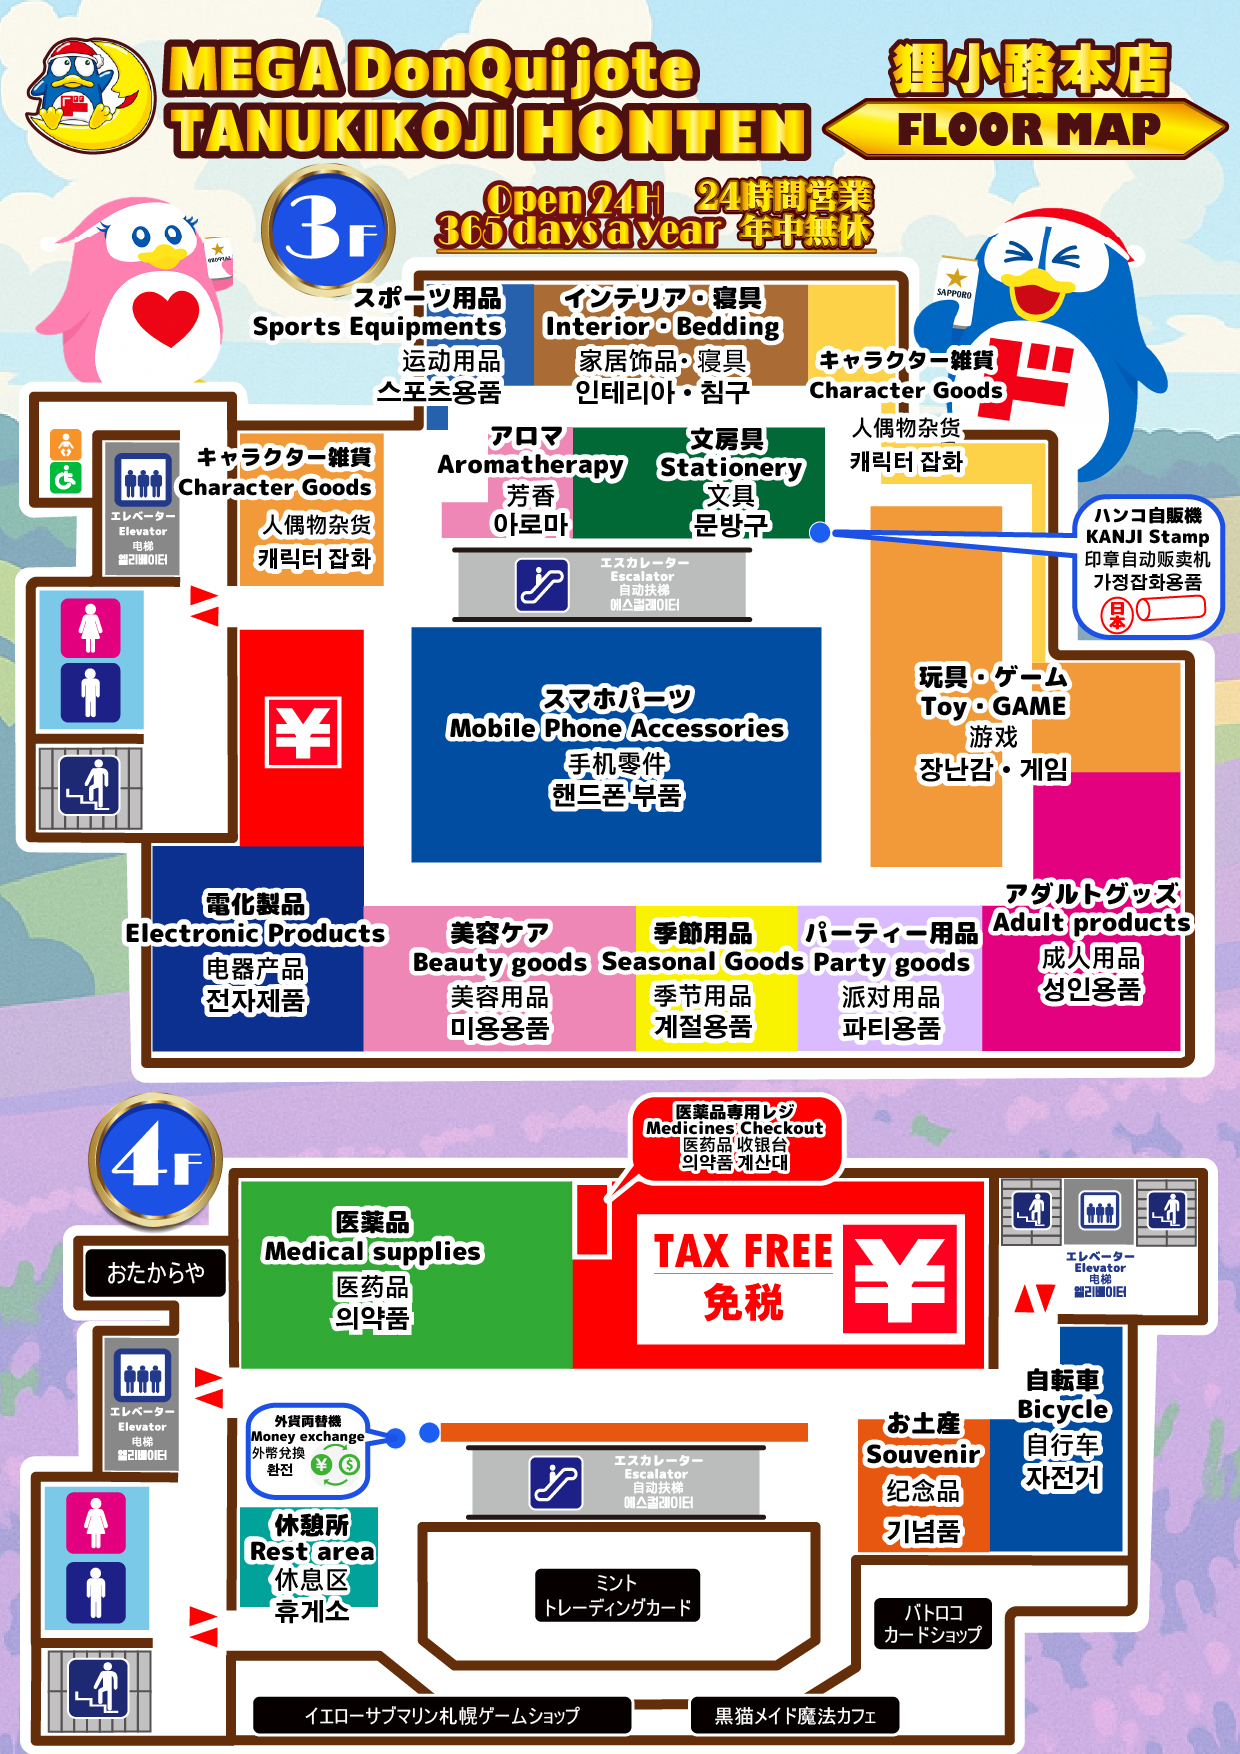 MEGA DonQuijote
TANUKIKOJI HONTEN
狸小路本店
FLOOR MAP
3F
Open 24H
365 days a year
24時間営業
年中無休
SAPPORO
スポーツ用品
Sports Equipments
运动用品
스포츠용품
インテリア・寝具
Interior・Bedding
家居饰品・寝具
인테리아・침구
キャラクター雑貨
Character Goods
人偶物杂货
캐릭터 잡화
ド
エレベーター
Elevator
电梯
엘리베이터
キャラクター雑貨
Character Goods
人偶物杂货
캐릭터 잡화
アロマ
Aromatherapy
芳香
아로마
文房具
Stationery
文具
문방구
ハンコ自販機
KANJI Stamp
印章自动贩卖机
가정잡화용품
日本
エスカレーター
Escalator
自动扶梯
에스컬레이터
¥
スマホパーツ
Mobile Phone Accessories
手机零件
핸드폰 부품
玩具・ゲーム
Toy・GAME
游戏
장난감・게임
電化製品
Electronic Products
电器产品
전자제품
美容ケア
Beauty goods
美容用品
미용용품
季節用品
Seasonal Goods
季节用品
계절용품
パーティー用品
Party goods
派对用品
파티용품
アダルトグッズ
Adult products
成人用品
성인용품
4F
医薬品専用レジ
Medicines Checkout
医药品 收银台
의약품 계산대
おたからや
医薬品
Medical supplies
医药品
의약품
TAX FREE
免税
¥
エレベーター
Elevator
电梯
엘리베이터
エレベーター
Elevator
电梯
엘리베이터
外貨両替機
Money exchange
外幣兌換
환전
¥ $
エスカレーター
Escalator
自动扶梯
에스컬레이터
お土産
Souvenir
纪念品
기념품
自転車
Bicycle
自行车
자전거
休憩所
Rest area
休息区
휴게소
ミント
トレーディングカード
バトロコ
カードショップ
イエローサブマリン札幌ゲームショップ
黒猫メイド魔法カフェ